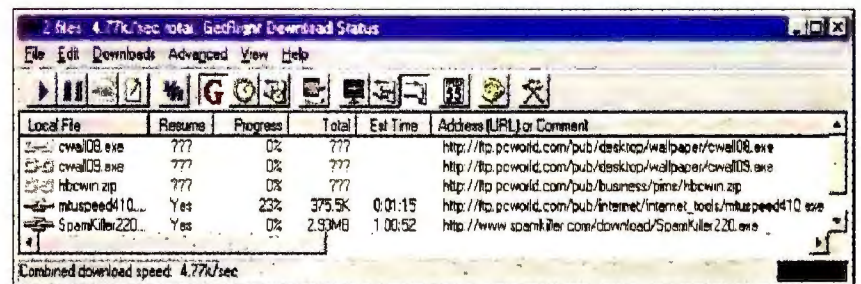 2 files 4.77k/sec total, GetRight Download Status
File Edit Downloads Advanced View Help
Local File Resume Progress Total Est Time Address (URL) or Comment
cwall08.exe ??? 0% ??? http://ftp.pcworld.com/pub/desktop/wallpaper/cwall08.exe
cwall09.exe ??? 0% ??? http://ftp.pcworld.com/pub/desktop/wallpaper/cwall09.exe
hbcwin.zip ??? 0% ??? http://ftp.pcworld.com/pub/business/pims/hbcwin.zip
mtuspeed410.... Yes 23% 375.5K 0:01:15 http://ftp.pcworld.com/pub/internet/internet_tools/mtuspeed410.exe
SpamKiller220... Yes 0% 2.93MB 1:00:52 http://www.spamkiller.com/download/SpamKiller220.exe
Combined download speed: 4.77k/sec